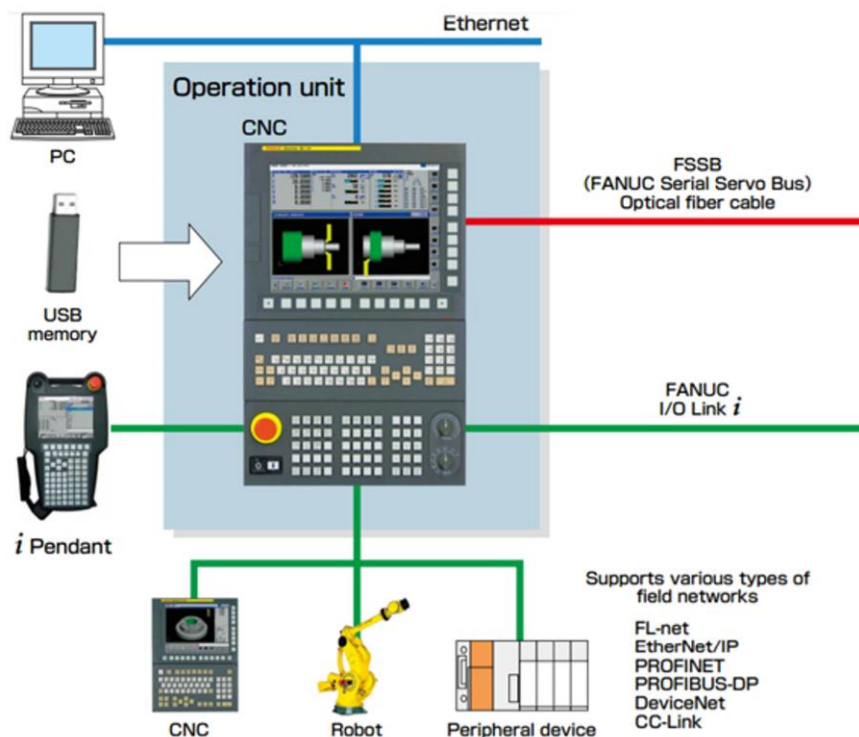 Ethernet
Operation unit
CNC
PC
FSSB
(FANUC Serial Servo Bus)
Optical fiber cable
USB
memory
FANUC
I/O Link i
i Pendant
Supports various types of
field networks
FL-net
EtherNet/IP
PROFINET
PROFIBUS-DP
DeviceNet
CC-Link
CNC
Robot
Peripheral device